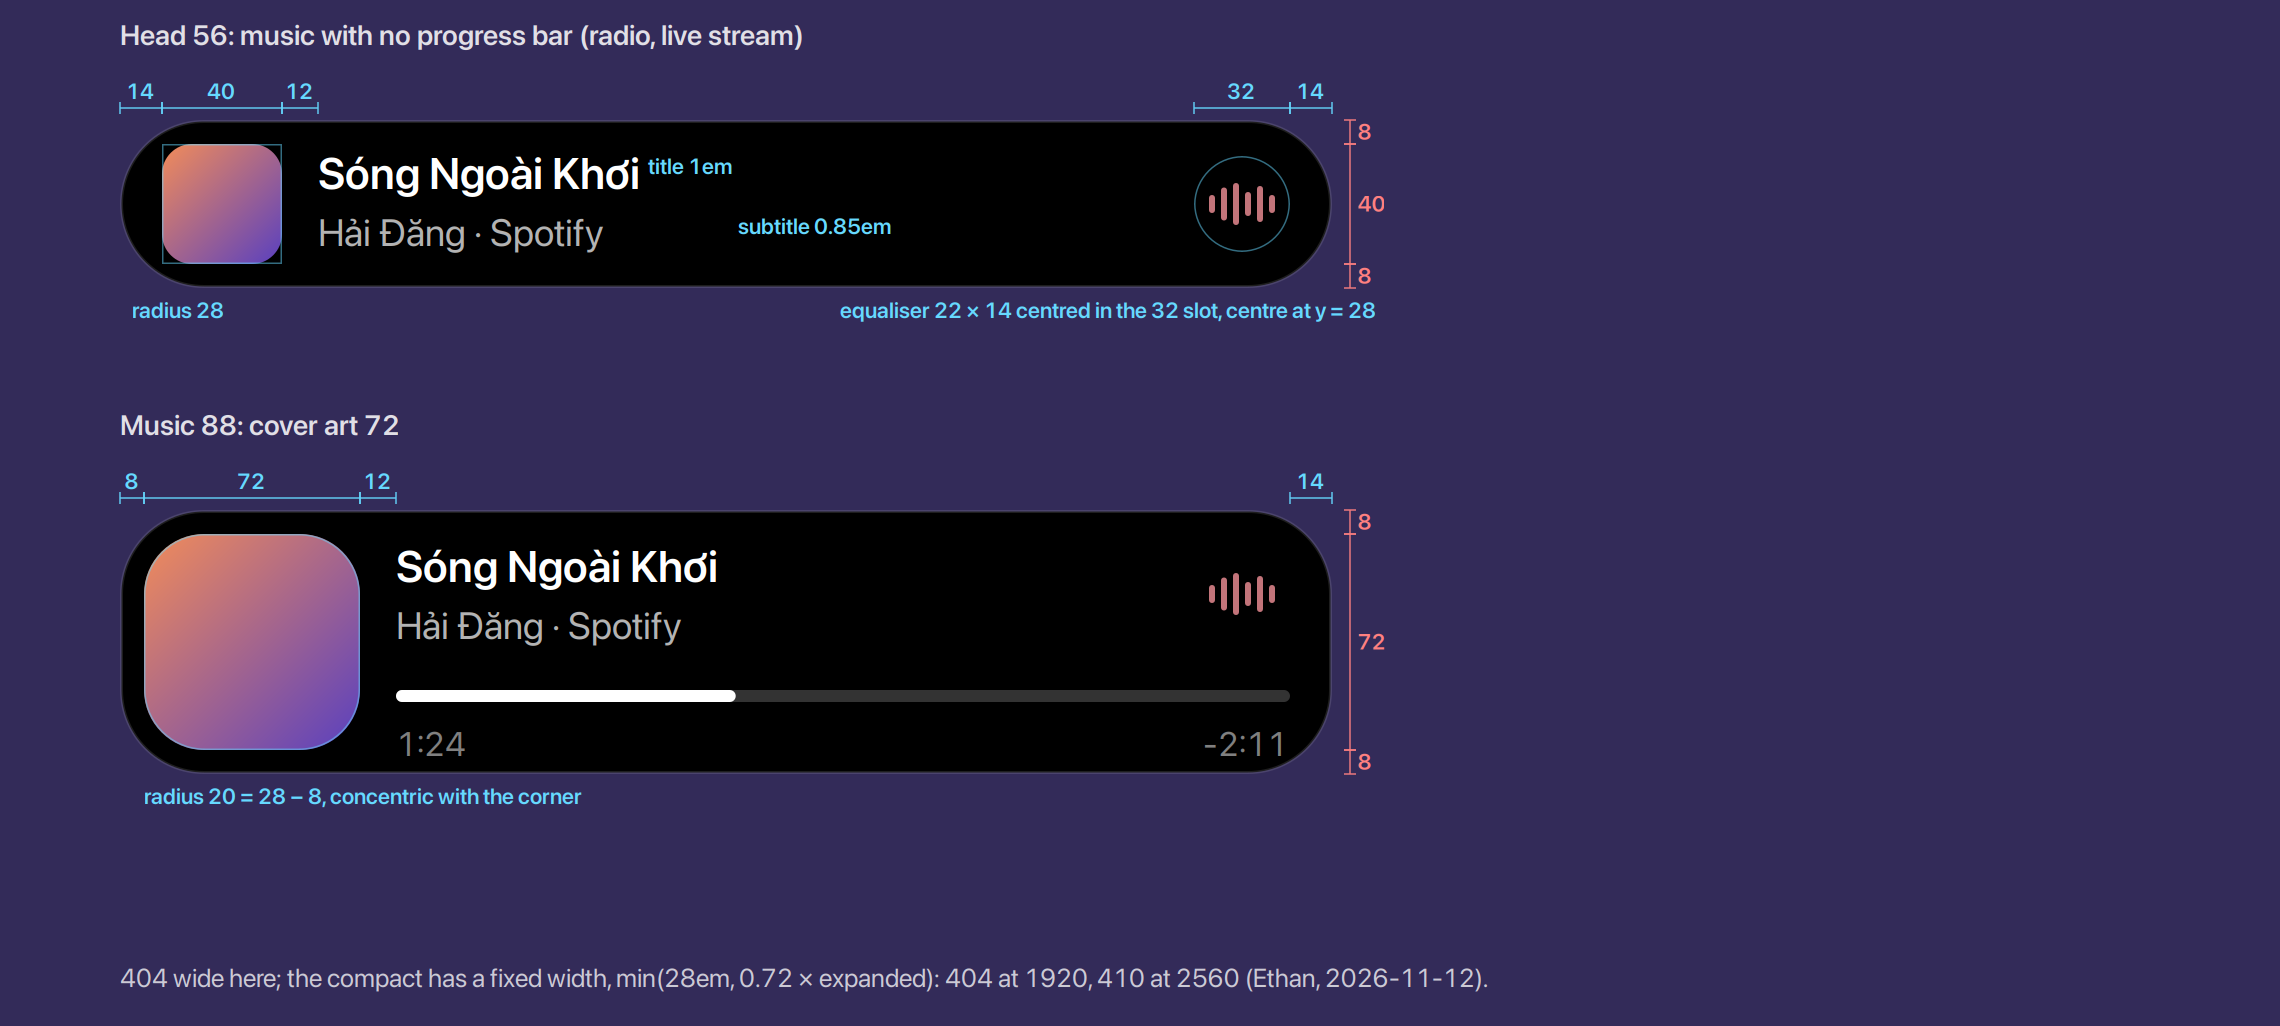 Head 56: music with no progress bar (radio, live stream)
14 40 12 32 14
8
Sóng Ngoài Khơi title 1em
40
Hải Đăng · Spotify subtitle 0.85em
8
radius 28 equaliser 22 × 14 centred in the 32 slot, centre at y = 28
Music 88: cover art 72
8 72 12 14
8
Sóng Ngoài Khơi
Hải Đăng · Spotify
72
1:24 -2:11
8
radius 20 = 28 – 8, concentric with the corner
404 wide here; the compact has a fixed width, min(28em, 0.72 × expanded): 404 at 1920, 410 at 2560 (Ethan, 2026-11-12).